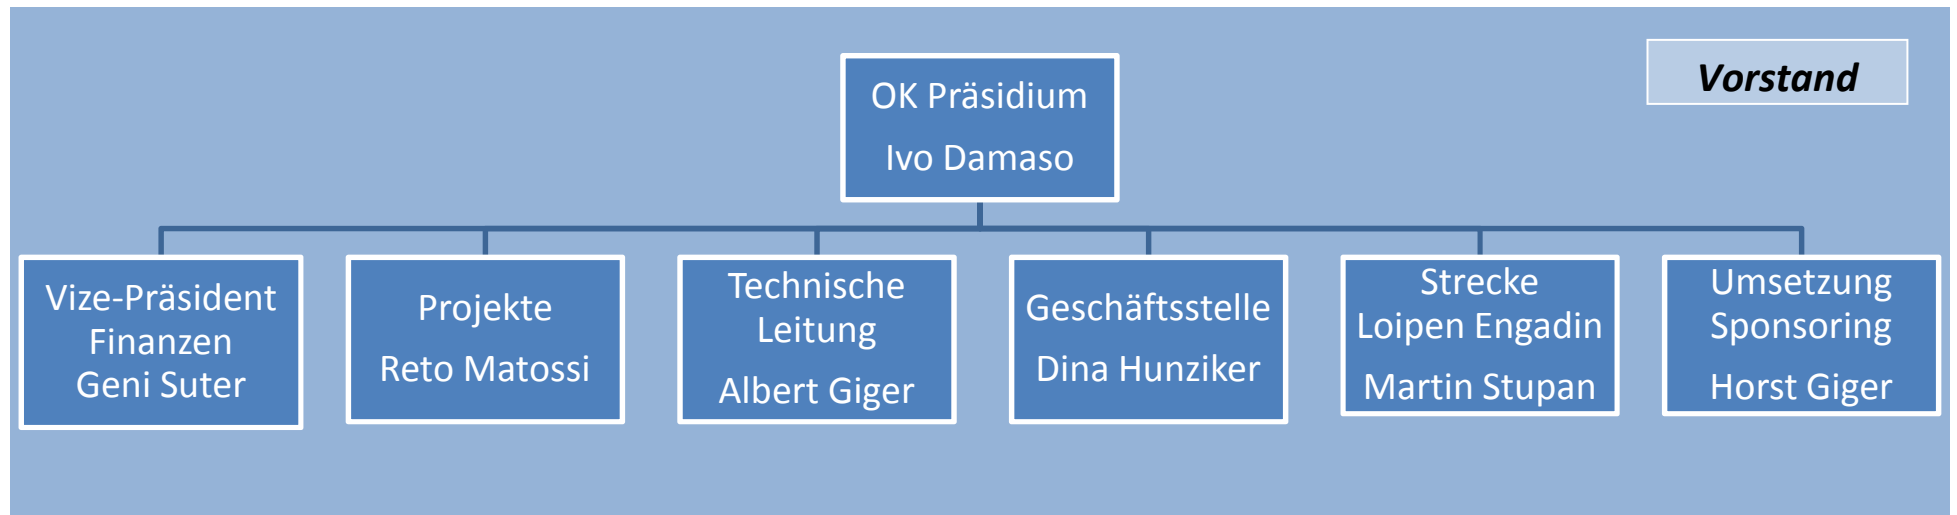 Vorstand
OK Präsidium
Ivo Damaso
Vize-Präsident
Finanzen
Geni Suter
Projekte
Reto Matossi
Technische
Leitung
Albert Giger
Geschäftsstelle
Dina Hunziker
Strecke
Loipen Engadin
Martin Stupan
Umsetzung
Sponsoring
Horst Giger